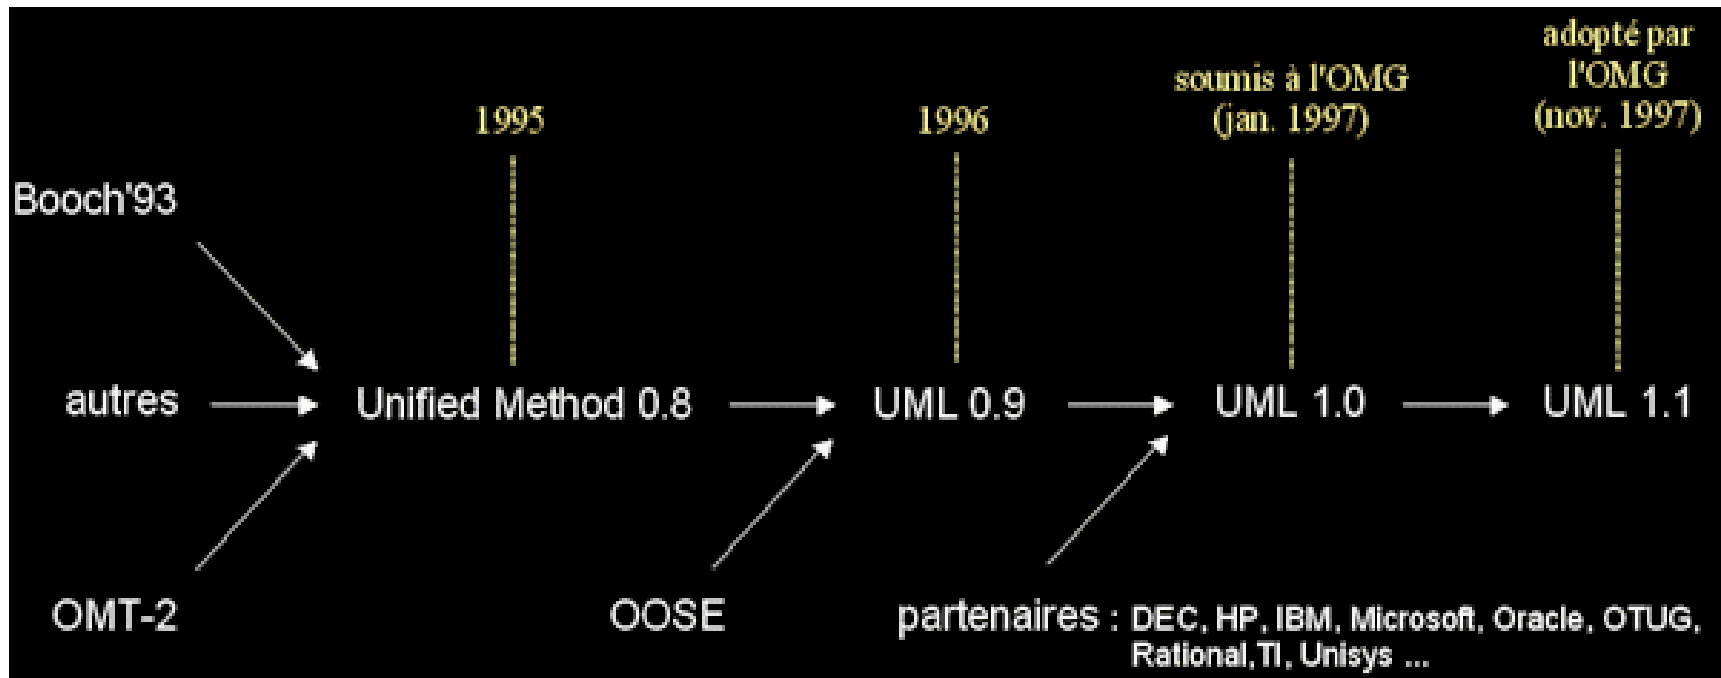 adopté par
l'OMG
(nov. 1997)
soumis à l'OMG
(jan. 1997)
1995
1996
Booch'93
autres
Unified Method 0.8
UML 0.9
UML 1.0
UML 1.1
OMT-2
OOSE
partenaires : DEC, HP, IBM, Microsoft, Oracle, OTUG,
Rational,TI, Unisys ...